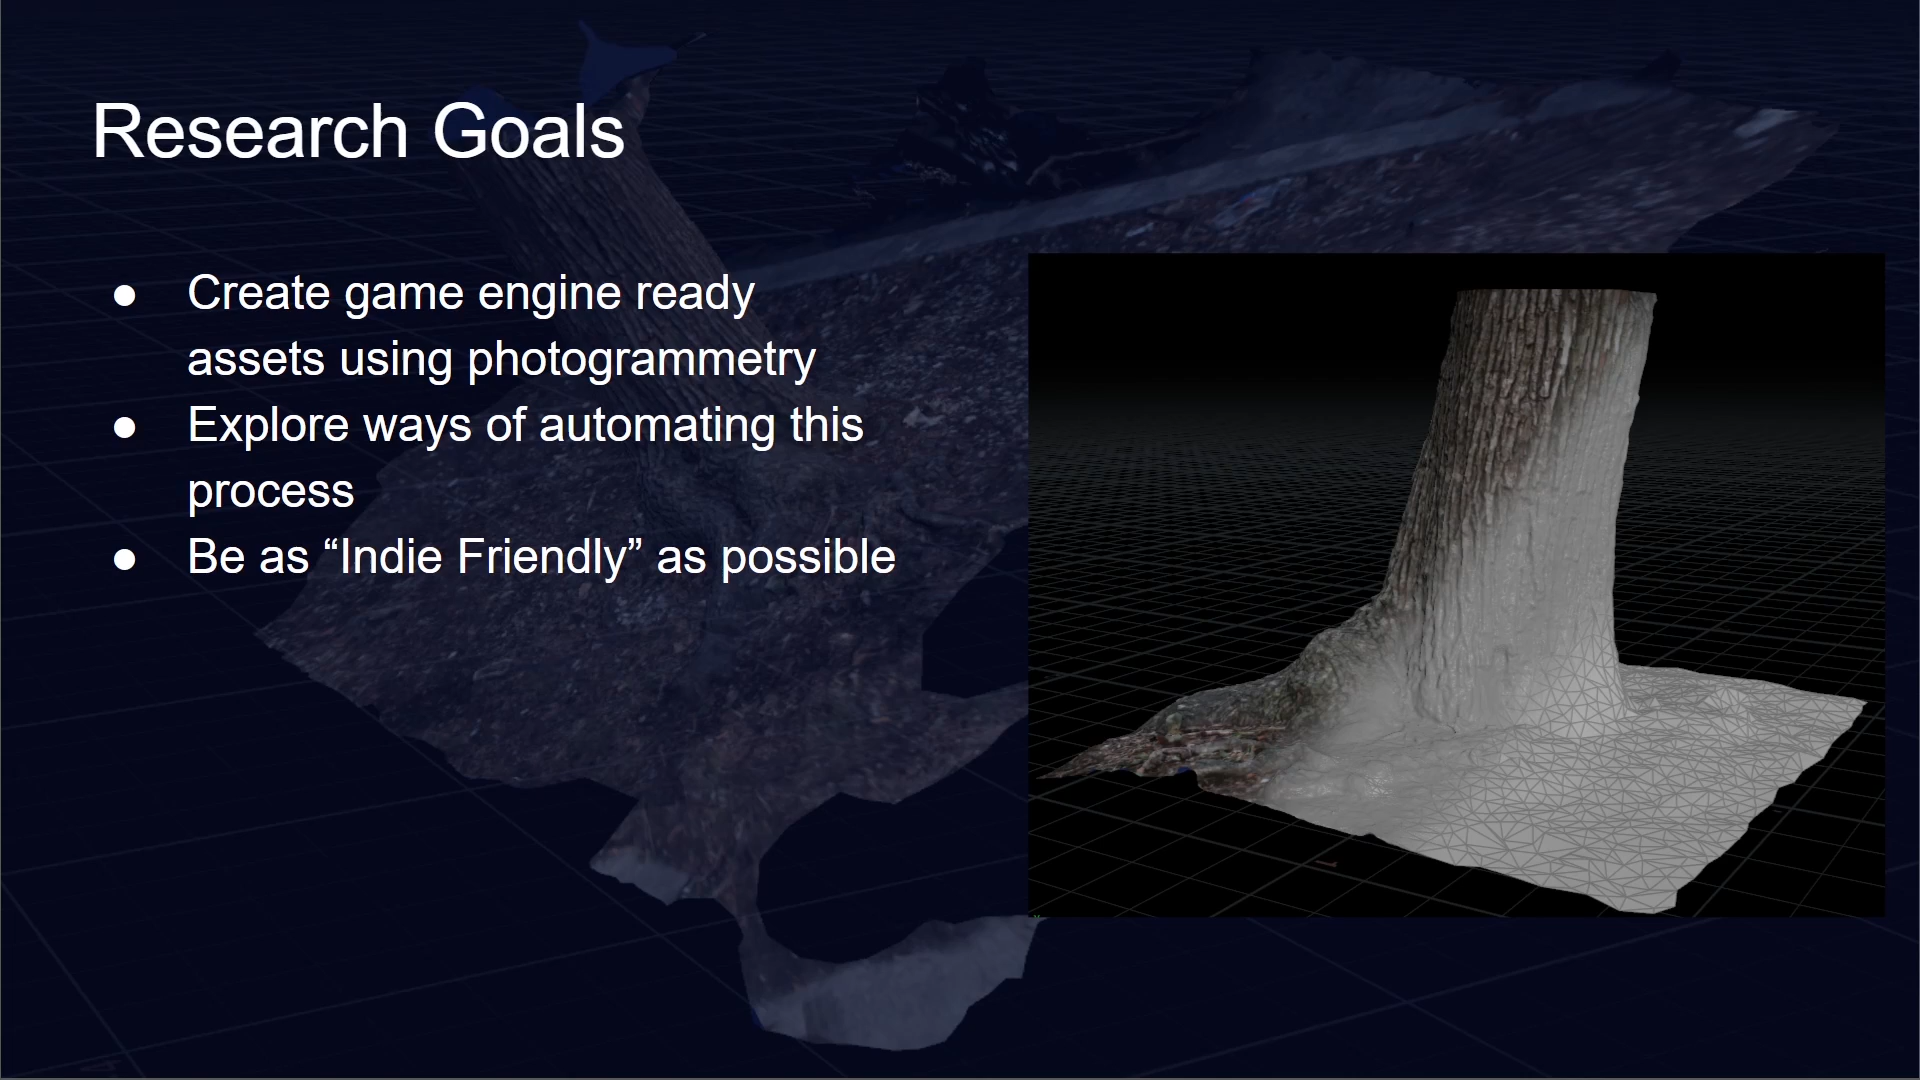 Research Goals
● Create game engine ready
assets using photogrammetry
● Explore ways of automating this
process
● Be as “Indie Friendly” as possible